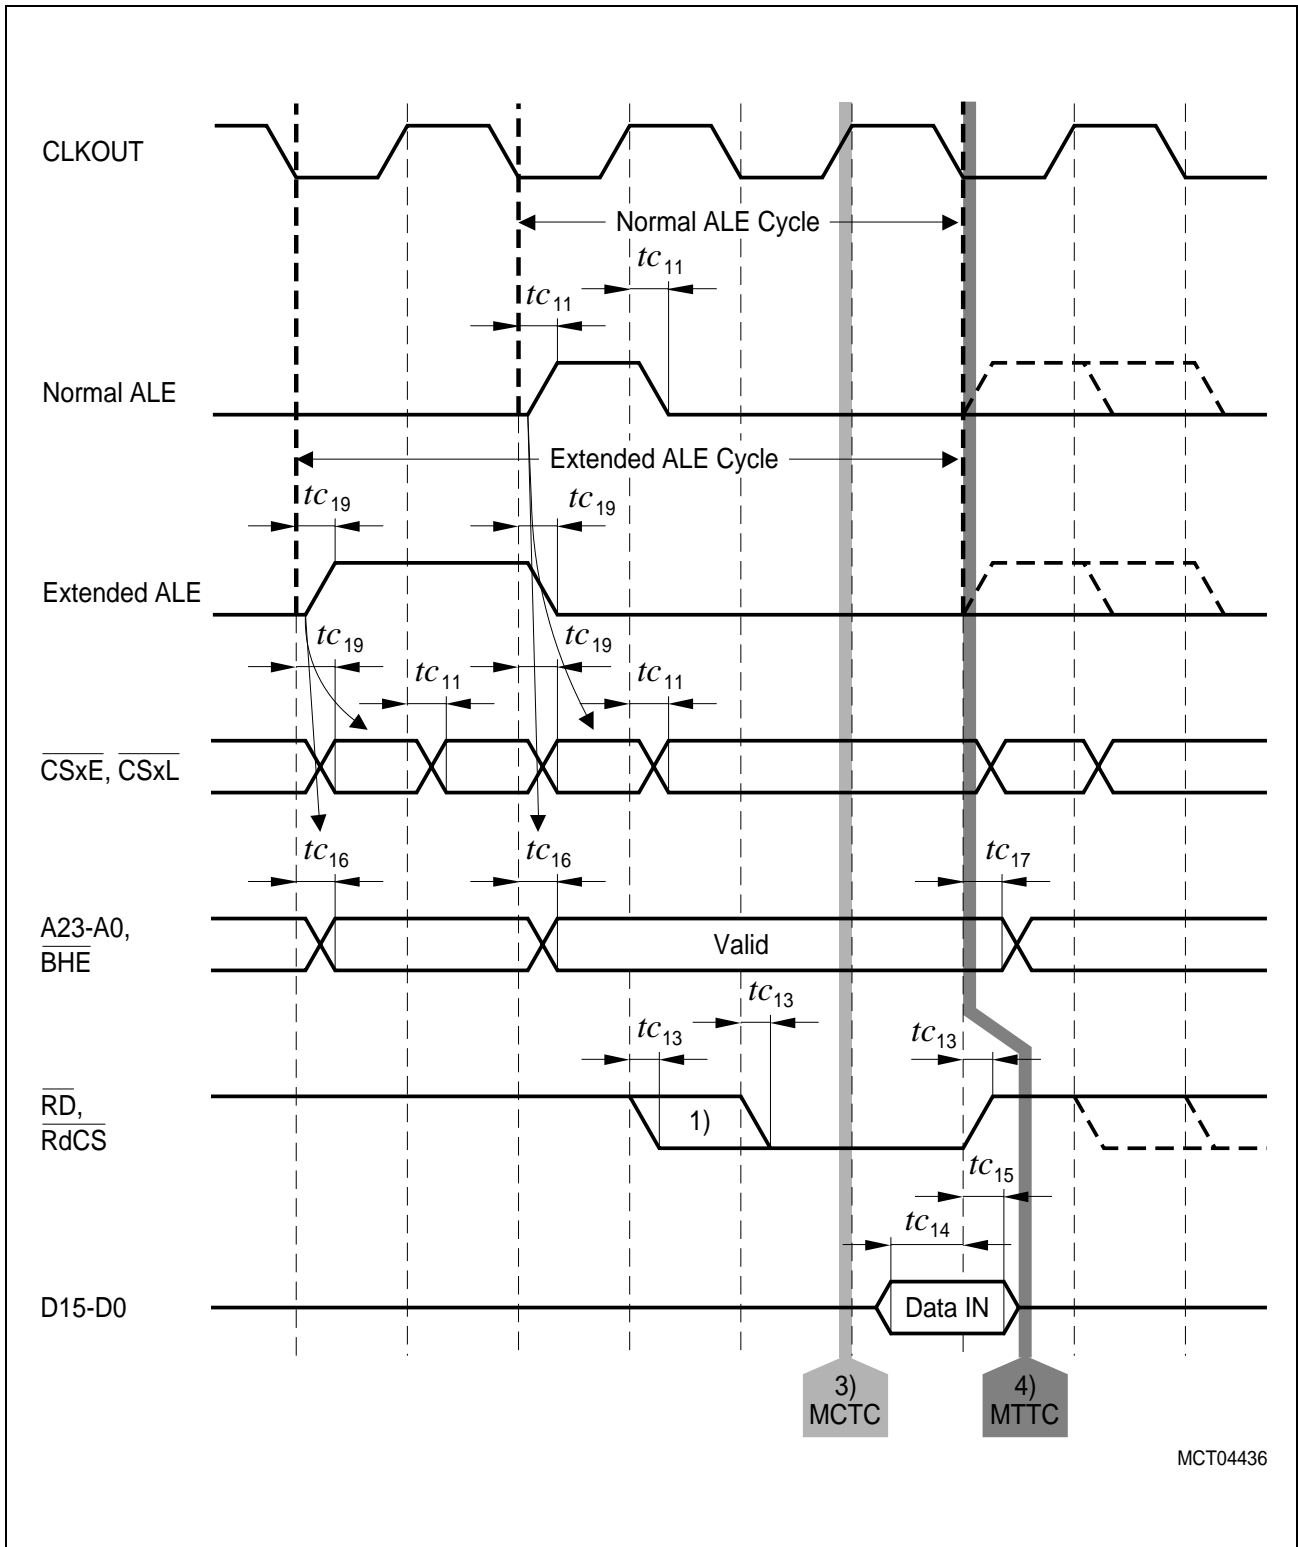 CLKOUT
Normal ALE Cycle
tc11
tc11
Normal ALE
Extended ALE Cycle
tc19
tc19
Extended ALE
tc19
tc19
tc11
tc11
CSxE, CSxL
tc16
tc16
tc17
A23-A0,
BHE
Valid
tc13
tc13
tc13
RD,
RdCS
1)
tc15
tc14
D15-D0
Data IN
3)
MCTC
4)
MTTC
MCT04436